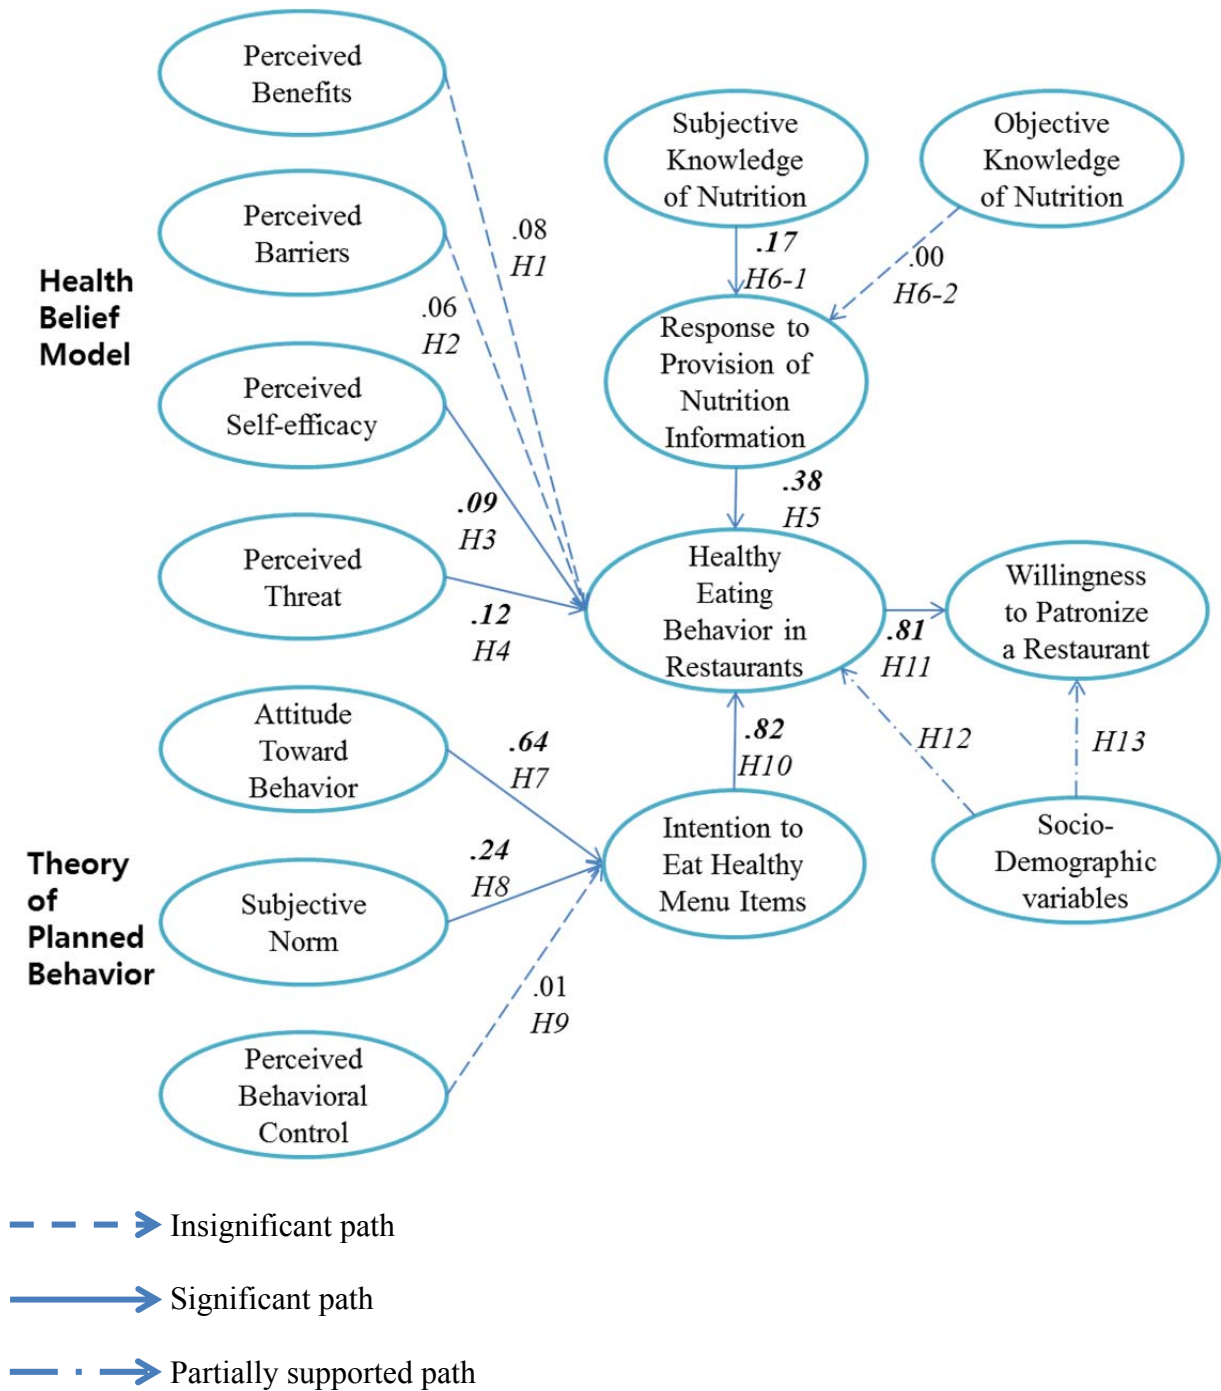 Perceived
Benefits
Subjective
Knowledge
of Nutrition
Objective
Knowledge
of Nutrition
Perceived
Barriers
.08
H1
.17
H6-1
.00
H6-2
Health
Belief
Model
.06
H2
Response to
Provision of
Nutrition
Information
Perceived
Self-efficacy
.09
H3
.38
H5
Perceived
Threat
.12
H4
Healthy
Eating
Behavior in
Restaurants
Willingness
to Patronize
a Restaurant
.81
H11
Attitude
Toward
Behavior
.64
H7
.82
H10
H12
H13
Theory
of
Planned
Behavior
.24
H8
Subjective
Norm
Intention to
Eat Healthy
Menu Items
Socio-
Demographic
variables
.01
H9
Perceived
Behavioral
Control
Insignificant path
Significant path
Partially supported path